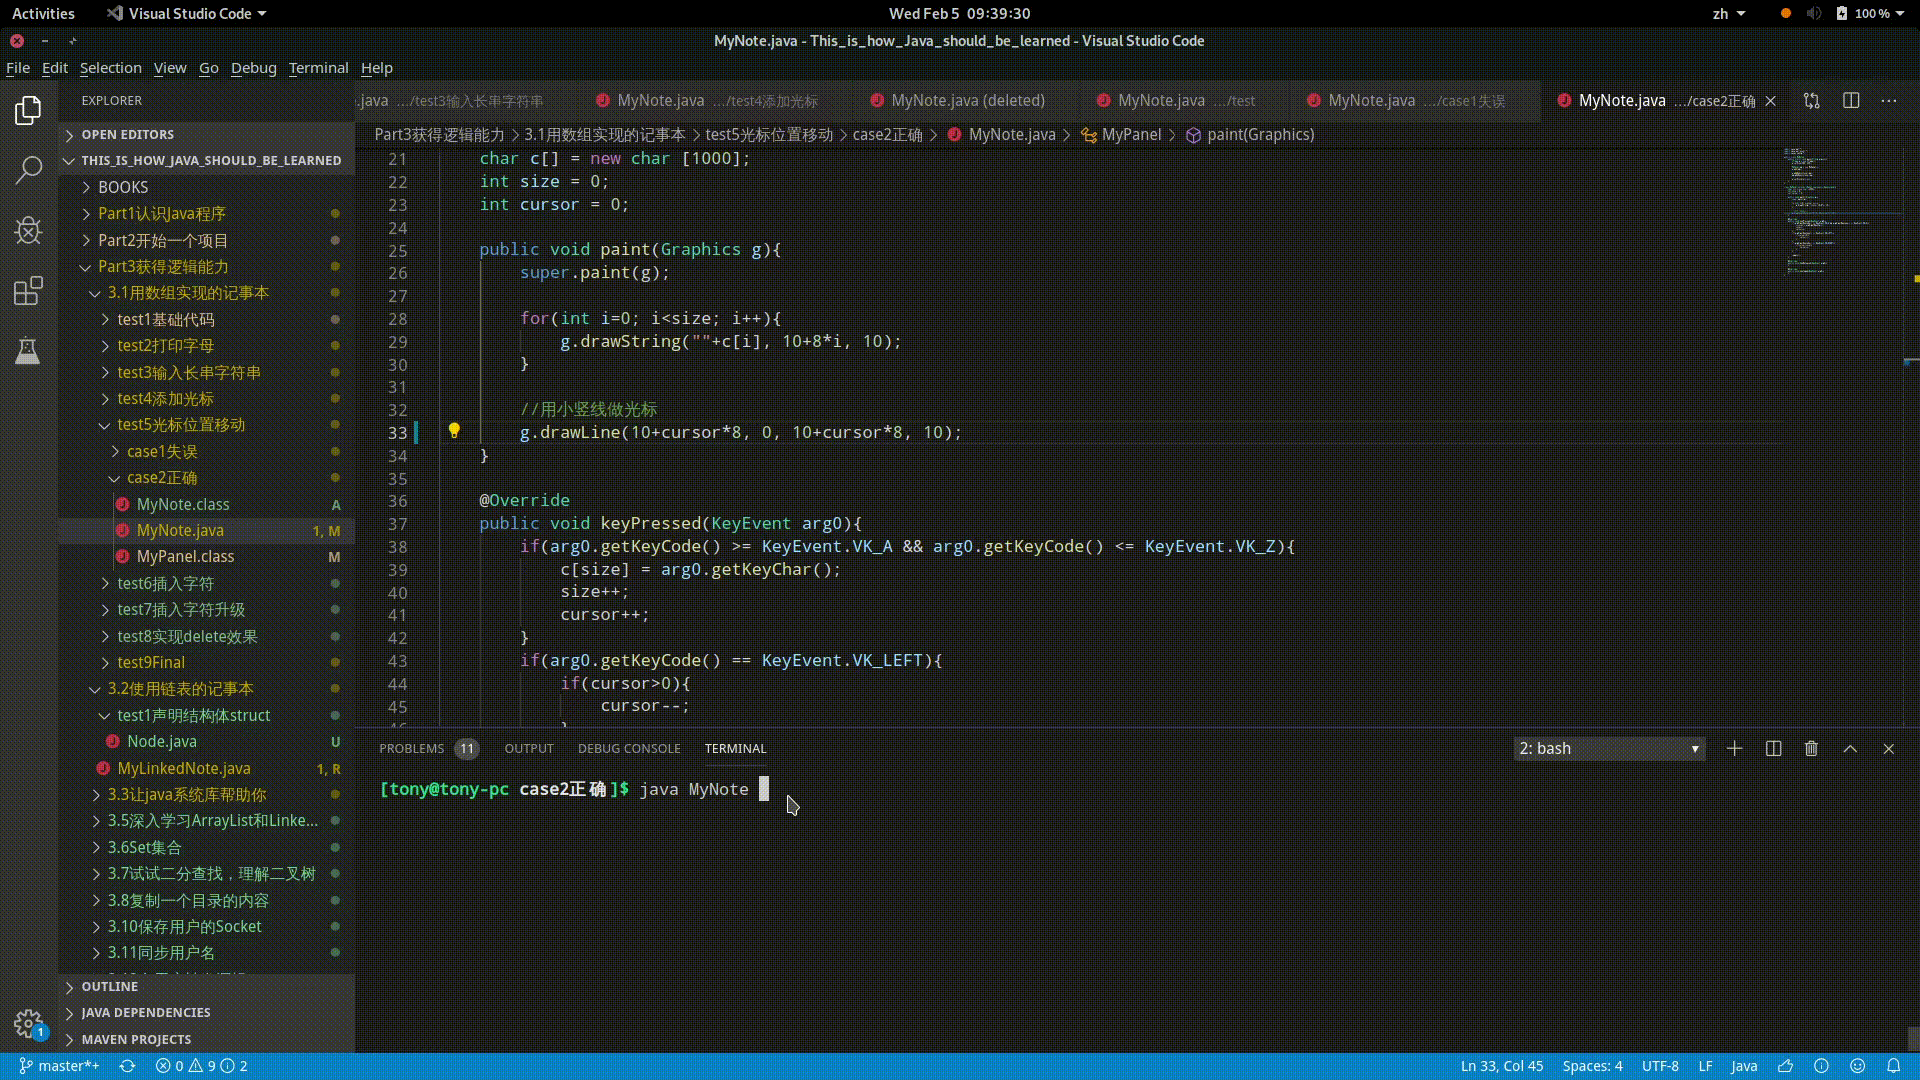 Activities
Visual Studio Code
Wed Feb 5 09:39:30
zh
100 %
MyNote.java - This_is_how_Java_should_be_learned - Visual Studio Code
File Edit Selection View Go Debug Terminal Help
EXPLORER
.java .../test3输入长串字符串
MyNote.java .../test4添加光标
MyNote.java (deleted)
MyNote.java .../test
MyNote.java .../case1失误
MyNote.java .../case2正确
OPEN EDITORS
THIS_IS_HOW_JAVA_SHOULD_BE_LEARNED
BOOKS
Part1认识Java程序
Part2开始一个项目
Part3获得逻辑能力
3.1用数组实现的记事本
test1基础代码
test2打印字母
test3输入长串字符串
test4添加光标
test5光标位置移动
case1失误
case2正确
MyNote.class A
MyNote.java 1, M
MyPanel.class M
test6插入字符
test7插入字符升级
test8实现delete效果
test9Final
3.2使用链表的记事本
test1声明结构体struct
Node.java U
MyLinkedNote.java 1, R
3.3让java系统库帮助你
3.5深入学习ArrayList和Linke...
3.6Set集合
3.7试试二分查找，理解二叉树
3.8复制一个目录的内容
3.10保存用户的Socket
3.11同步用户名
OUTLINE
JAVA DEPENDENCIES
MAVEN PROJECTS
Part3获得逻辑能力 > 3.1用数组实现的记事本 > test5光标位置移动 > case2正确 > MyNote.java > MyPanel > paint(Graphics)
21 char c[] = new char [1000];
22 int size = 0;
23 int cursor = 0;
24
25 public void paint(Graphics g){
26 super.paint(g);
27
28 for(int i=0; i<size; i++){
29 g.drawString(""+c[i], 10+8*i, 10);
30 }
31
32 //用小竖线做光标
33 g.drawLine(10+cursor*8, 0, 10+cursor*8, 10);
34 }
35
36 @Override
37 public void keyPressed(KeyEvent arg0){
38 if(arg0.getKeyCode() >= KeyEvent.VK_A && arg0.getKeyCode() <= KeyEvent.VK_Z){
39 c[size] = arg0.getKeyChar();
40 size++;
41 cursor++;
42 }
43 if(arg0.getKeyCode() == KeyEvent.VK_LEFT){
44 if(cursor>0){
45 cursor--;
PROBLEMS 11 OUTPUT DEBUG CONSOLE TERMINAL
2: bash
[tony@tony-pc case2正确]$ java MyNote
1
master*+
0 9 2
Ln 33, Col 45 Spaces: 4 UTF-8 LF Java